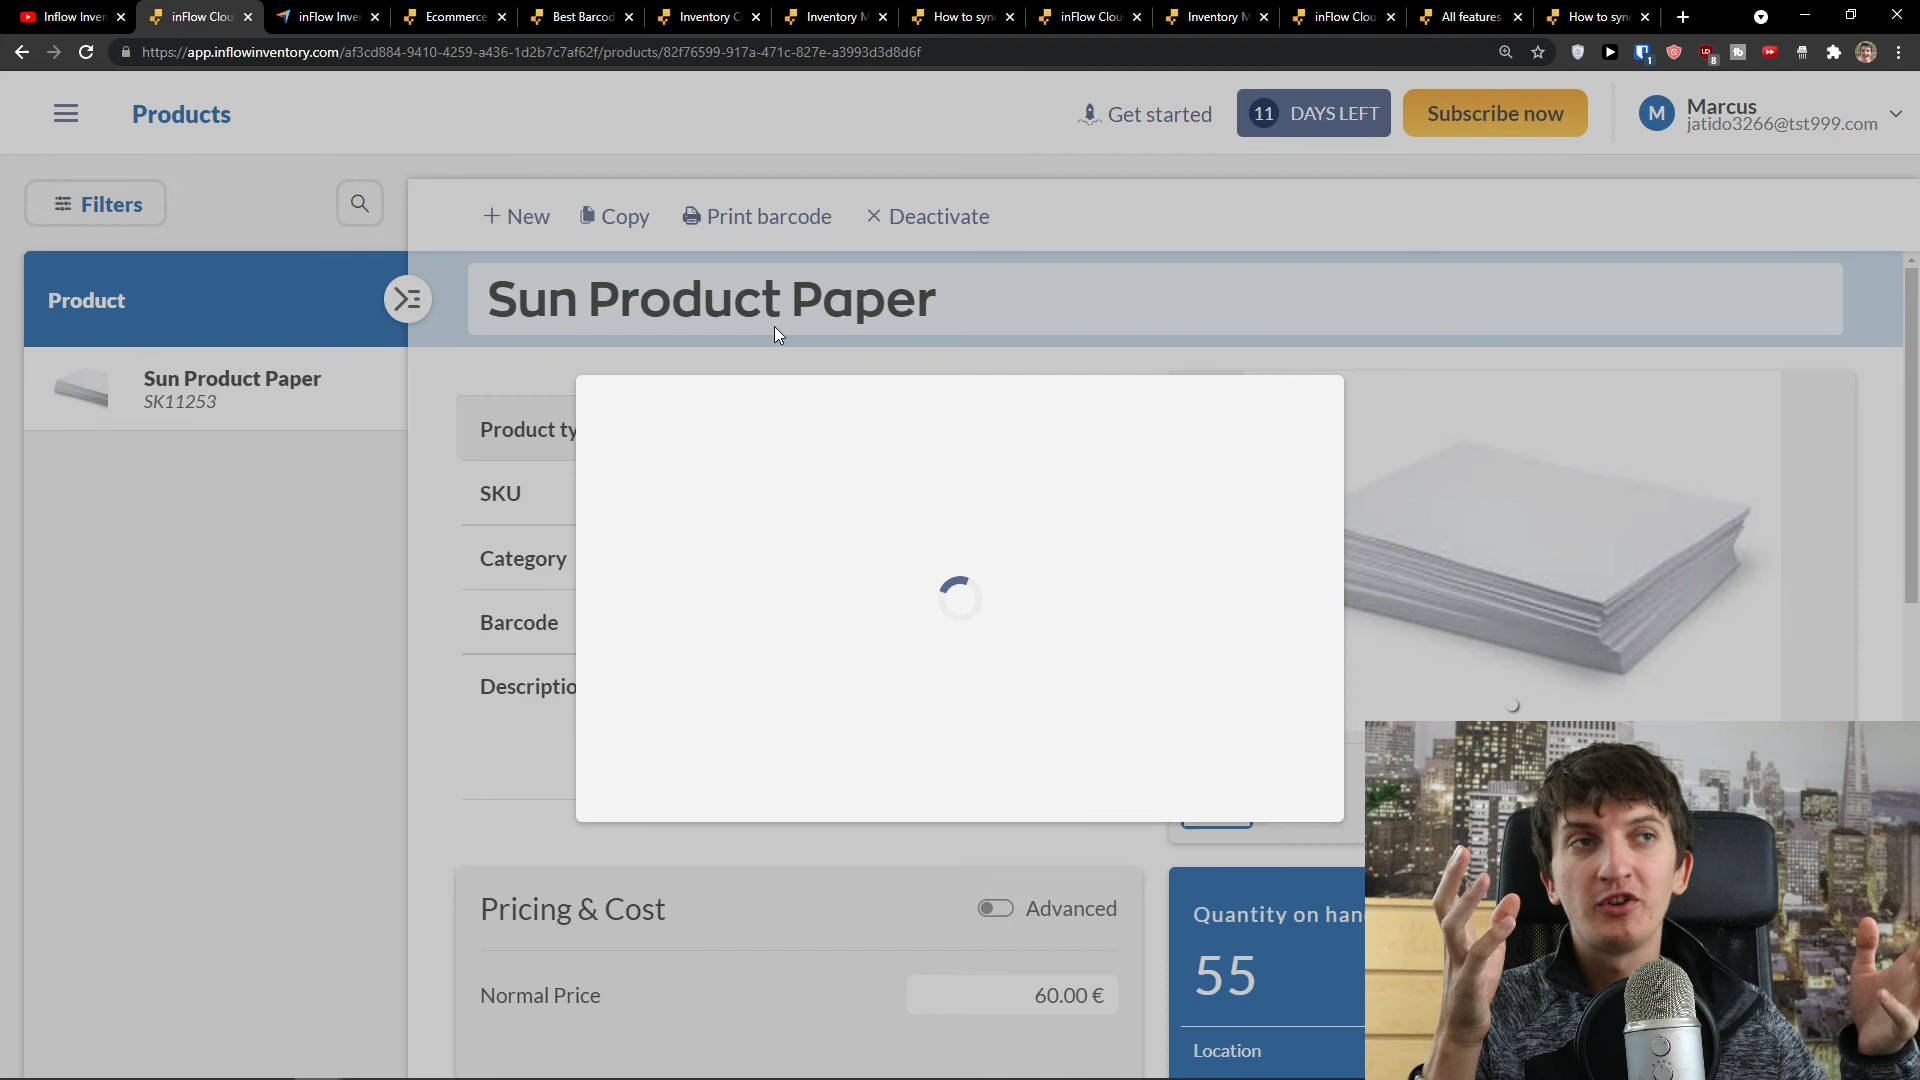 Inflow Inven
inFlow Clou
inFlow Inve
Ecommerce
Best Barcod
Inventory C
Inventory M
How to syn
inFlow Clou
Inventory M
inFlow Clou
All features
How to syn
https://app.inflowinventory.com/af3cd884-9410-4259-a436-1d2b7c7af62f/products/82f76599-917a-471c-827e-a3993d3d8d6f
Products
Get started
11 DAYS LEFT
Subscribe now
M
Marcus
jatido3266@tst999.com
Filters
New
Copy
Print barcode
Deactivate
Product
Sun Product Paper
Sun Product Paper
SK11253
Product ty
SKU
Category
Barcode
Descriptio
Pricing & Cost
Advanced
Normal Price
60.00 €
Quantity on han
55
Location